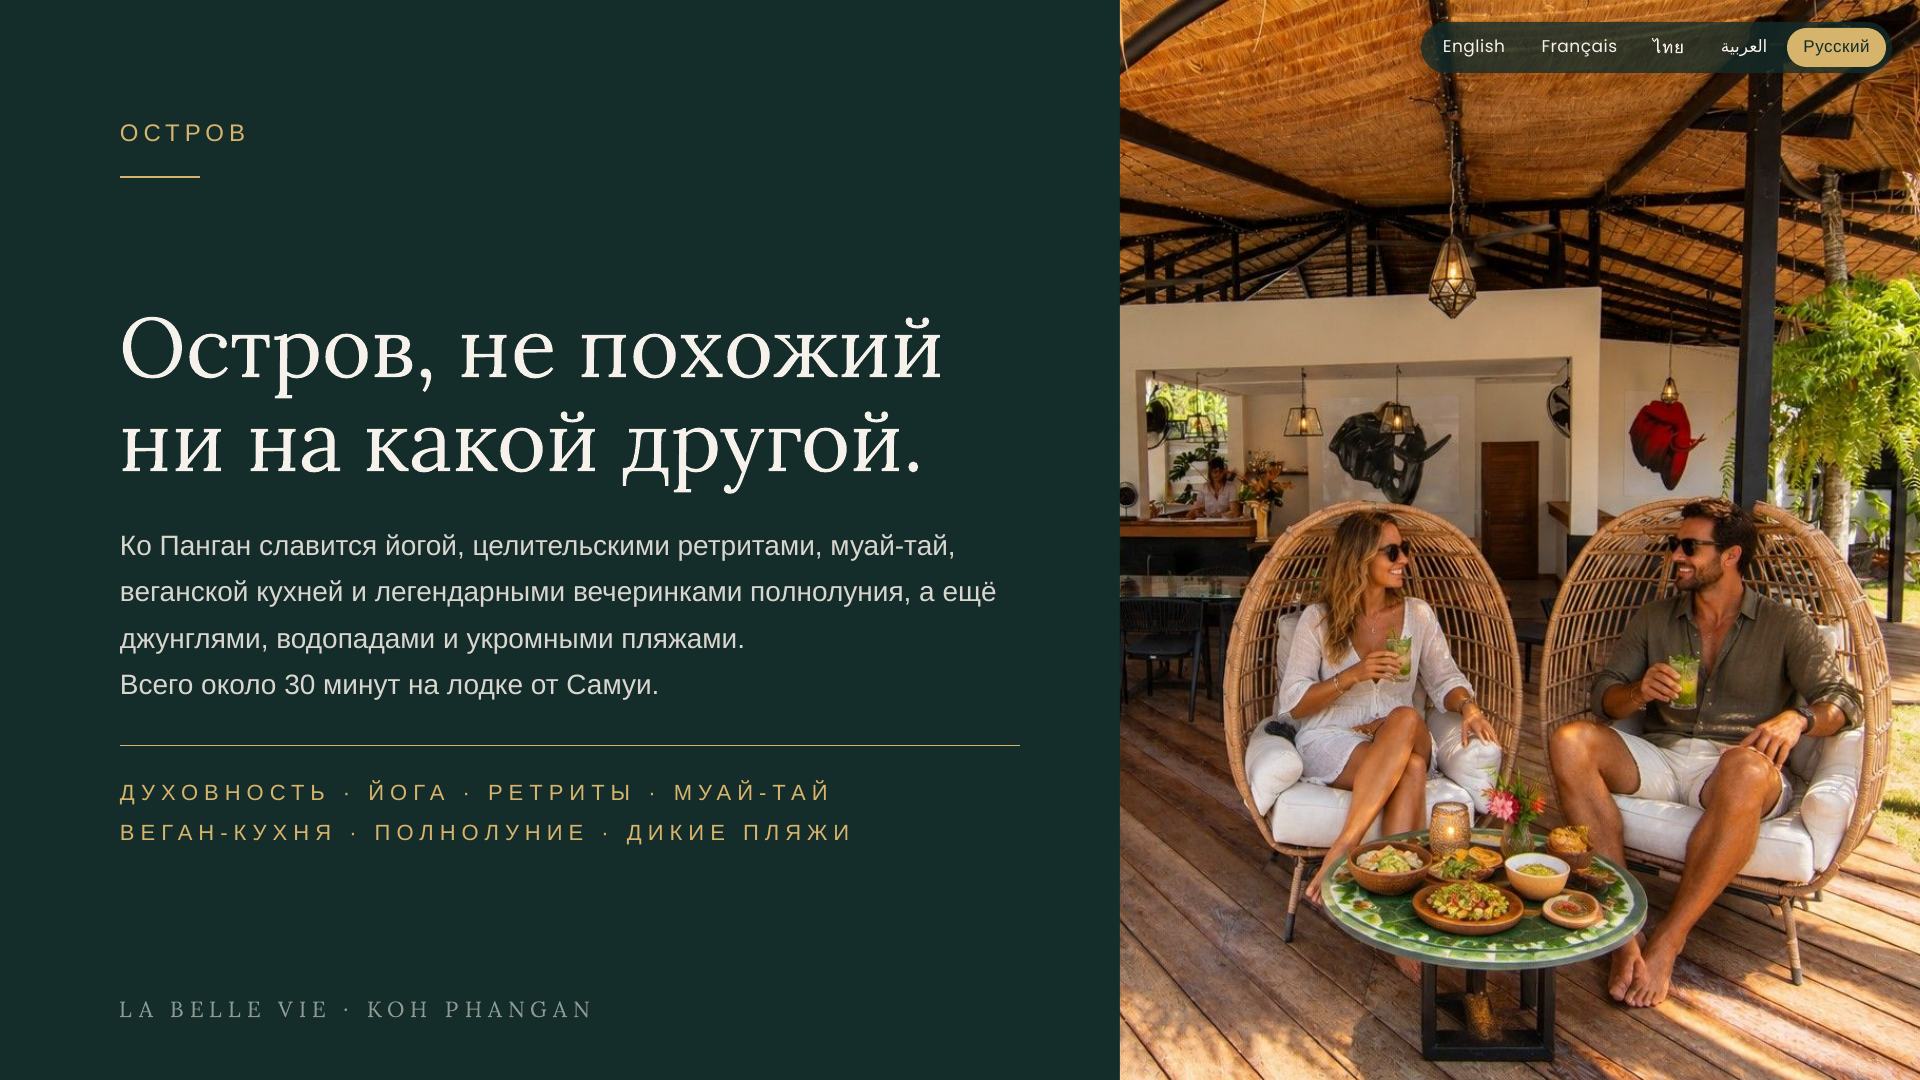 English Français ไทย العربية Русский
ОСТРОВ
Остров, не похожий
ни на какой другой.
Ко Панган славится йогой, целительскими ретритами, муай-тай,
веганской кухней и легендарными вечеринками полнолуния, а ещё
джунглями, водопадами и укромными пляжами.
Всего около 30 минут на лодке от Самуи.
ДУХОВНОСТЬ · ЙОГА · РЕТРИТЫ · МУАЙ-ТАЙ
ВЕГАН-КУХНЯ · ПОЛНОЛУНИЕ · ДИКИЕ ПЛЯЖИ
LA BELLE VIE · KOH PHANGAN